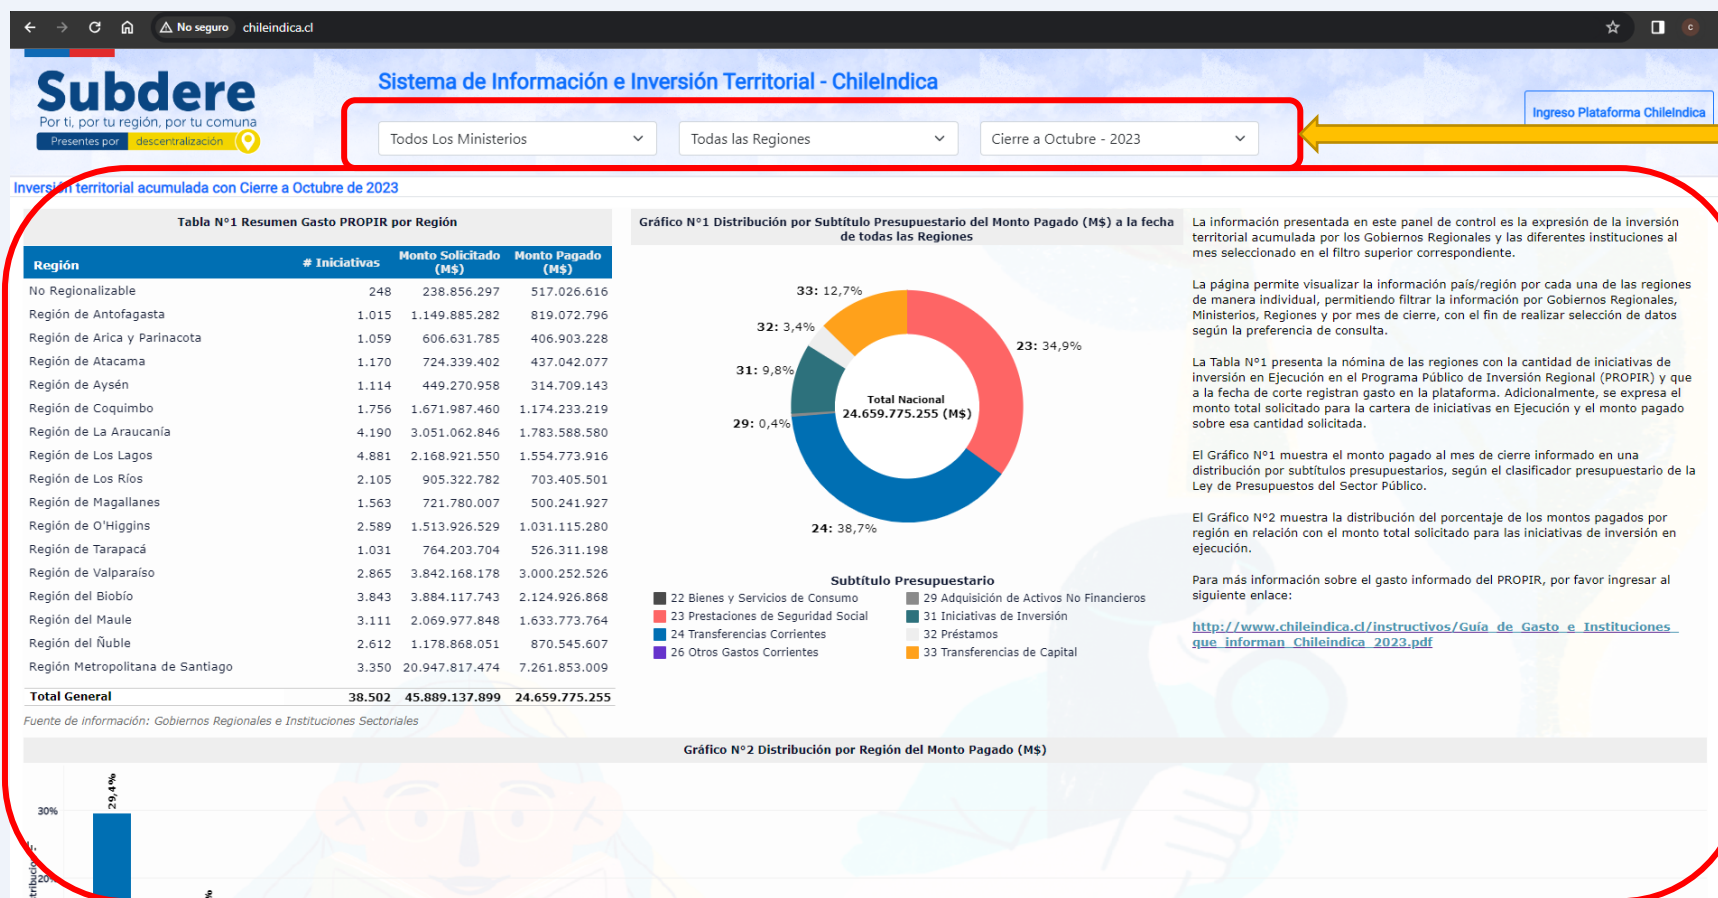 No seguro chileindica.cl
C
Subdere
Por ti, por tu región, por tu comuna
Presentes por descentralización
Sistema de Información e Inversión Territorial - ChileIndica
Todos Los Ministerios
Todas las Regiones
Cierre a Octubre - 2023
Ingreso Plataforma ChileIndica
Inversión territorial acumulada con Cierre a Octubre de 2023
Tabla N°1 Resumen Gasto PROPIR por Región
Región # Iniciativas Monto Solicitado (M$) Monto Pagado (M$)
No Regionalizable 248 238.856.297 517.026.616
Región de Antofagasta 1.015 1.149.885.282 819.072.796
Región de Arica y Parinacota 1.059 606.631.785 406.903.228
Región de Atacama 1.170 724.339.402 437.042.077
Región de Aysén 1.114 449.270.958 314.709.143
Región de Coquimbo 1.756 1.671.987.460 1.174.233.219
Región de La Araucanía 4.190 3.051.062.846 1.783.588.580
Región de Los Lagos 4.881 2.168.921.550 1.554.773.916
Región de Los Ríos 2.105 905.322.782 703.405.501
Región de Magallanes 1.563 721.780.007 500.241.927
Región de O'Higgins 2.589 1.513.926.529 1.031.115.280
Región de Tarapacá 1.031 764.203.704 526.311.198
Región de Valparaíso 2.865 3.842.168.178 3.000.252.526
Región del Biobío 3.843 3.884.117.743 2.124.926.868
Región del Maule 3.111 2.069.977.848 1.633.773.764
Región del Ñuble 2.612 1.178.868.051 870.545.607
Región Metropolitana de Santiago 3.350 20.947.817.474 7.261.853.009
Total General 38.502 45.889.137.899 24.659.775.255
Fuente de información: Gobiernos Regionales e Instituciones Sectoriales
Gráfico N°1 Distribución por Subtítulo Presupuestario del Monto Pagado (M$) a la fecha
de todas las Regiones
33: 12,7%
32: 3,4%
23: 34,9%
31: 9,8%
Total Nacional
24.659.775.255 (M$)
29: 0,4%
24: 38,7%
Subtítulo Presupuestario
22 Bienes y Servicios de Consumo
29 Adquisición de Activos No Financieros
23 Prestaciones de Seguridad Social
31 Iniciativas de Inversión
24 Transferencias Corrientes
32 Préstamos
26 Otros Gastos Corrientes
33 Transferencias de Capital
La información presentada en este panel de control es la expresión de la inversión
territorial acumulada por los Gobiernos Regionales y las diferentes instituciones al
mes seleccionado en el filtro superior correspondiente.
La página permite visualizar la información país/región por cada una de las regiones
de manera individual, permitiendo filtrar la información por Gobiernos Regionales,
Ministerios, Regiones y por mes de cierre, con el fin de realizar selección de datos
según la preferencia de consulta.
La Tabla N°1 presenta la nómina de las regiones con la cantidad de iniciativas de
inversión en Ejecución en el Programa Público de Inversión Regional (PROPIR) y que
a la fecha de corte registran gasto en la plataforma. Adicionalmente, se expresa el
monto total solicitado para la cartera de iniciativas en Ejecución y el monto pagado
sobre esa cantidad solicitada.
El Gráfico N°1 muestra el monto pagado al mes de cierre informado en una
distribución por subtítulos presupuestarios, según el clasificador presupuestario de la
Ley de Presupuestos del Sector Público.
El Gráfico N°2 muestra la distribución del porcentaje de los montos pagados por
región en relación con el monto total solicitado para las iniciativas de inversión en
ejecución.
Para más información sobre el gasto informado del PROPIR, por favor ingresar al
siguiente enlace:
http://www.chileindica.cl/instructivos/Guía_de_Gasto_e_Instituciones_
que_informan_Chileindica_2023.pdf
Gráfico N°2 Distribución por Región del Monto Pagado (M$)
29,4%
30%
20%